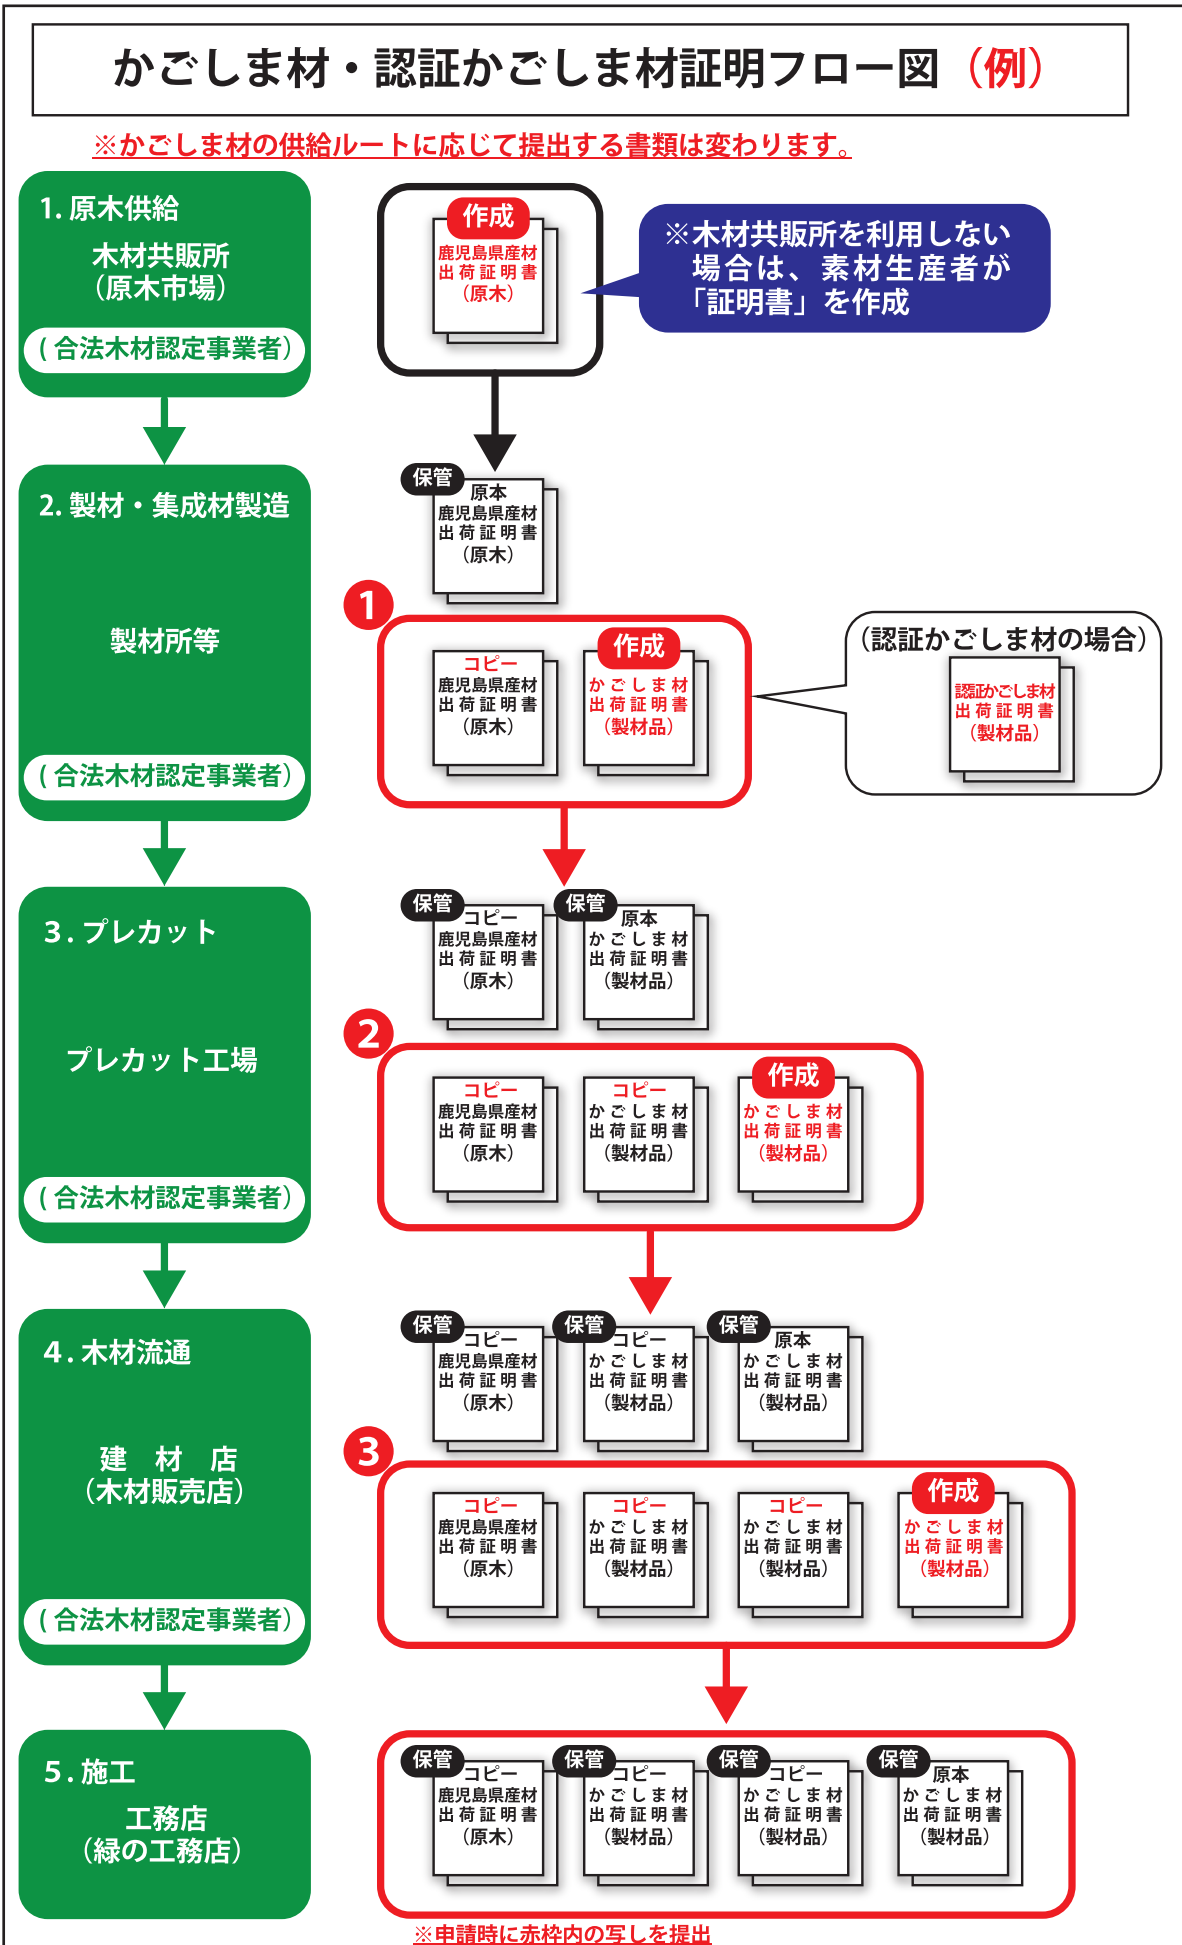 かごしま材・認証かごしま材証明フロー図（例）
※かごしま材の供給ルートに応じて提出する書類は変わります。
1. 原木供給
木材共販所
（原木市場）
( 合法木材認定事業者）
作成
鹿児島県産材
出荷証明書
（原木）
※木材共販所を利用しない
場合は、素材生産者が
「証明書」を作成
2. 製材・集成材製造
製材所等
( 合法木材認定事業者）
保管
原本
鹿児島県産材
出荷証明書
（原木）
1
コピー
鹿児島県産材
出荷証明書
（原木）
作成
かごしま材
出荷証明書
（製材品）
（認証かごしま材の場合）
認証かごしま材
出荷証明書
（製材品）
3 . プレカット
プレカット工場
( 合法木材認定事業者）
保管
コピー
鹿児島県産材
出荷証明書
（原木）
保管
原本
かごしま材
出荷証明書
（製材品）
2
コピー
鹿児島県産材
出荷証明書
（原木）
コピー
かごしま材
出荷証明書
（製材品）
作成
かごしま材
出荷証明書
（製材品）
4 . 木材流通
建　材　店
（木材販売店）
( 合法木材認定事業者）
保管
コピー
鹿児島県産材
出荷証明書
（原木）
保管
コピー
かごしま材
出荷証明書
（製材品）
保管
原本
かごしま材
出荷証明書
（製材品）
3
コピー
鹿児島県産材
出荷証明書
（原木）
コピー
かごしま材
出荷証明書
（製材品）
コピー
かごしま材
出荷証明書
（製材品）
作成
かごしま材
出荷証明書
（製材品）
5 . 施工
工務店
（緑の工務店）
保管
コピー
鹿児島県産材
出荷証明書
（原木）
保管
コピー
かごしま材
出荷証明書
（製材品）
保管
コピー
かごしま材
出荷証明書
（製材品）
保管
原本
かごしま材
出荷証明書
（製材品）
※申請時に赤枠内の写しを提出